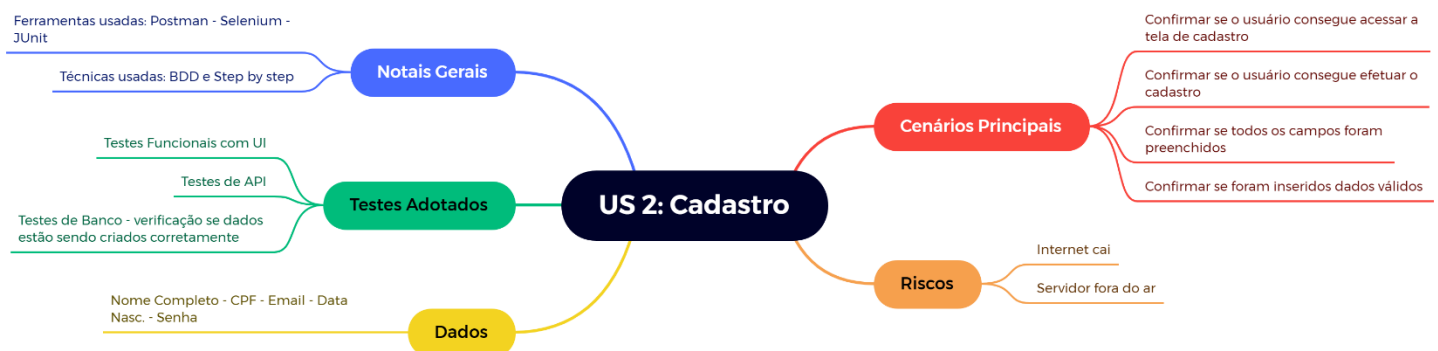 Ferramentas usadas: Postman - Selenium -
JUnit
Técnicas usadas: BDD e Step by step
Notais Gerais
Testes Funcionais com UI
Testes de API
Testes de Banco - verificação se dados
estão sendo criados corretamente
Testes Adotados
Nome Completo - CPF - Email - Data
Nasc. - Senha
Dados
US 2: Cadastro
Cenários Principais
Confirmar se o usuário consegue acessar a
tela de cadastro
Confirmar se o usuário consegue efetuar o
cadastro
Confirmar se todos os campos foram
preenchidos
Confirmar se foram inseridos dados válidos
Riscos
Internet cai
Servidor fora do ar